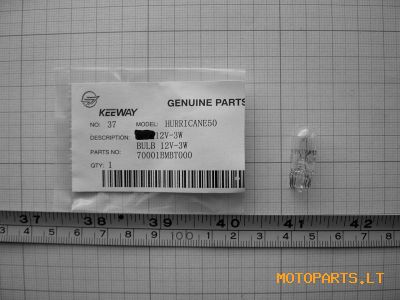 KEEWAY
GENUINE PARTS
NO: 37 MODEL: HURRICANE50
DESCRIPTION: 12V-3W
BULB 12V-3W
PARTS NO: 70001BMBT000
QTY: 1
37 38 39 40 41 42
100
MOTOPARTS.LT